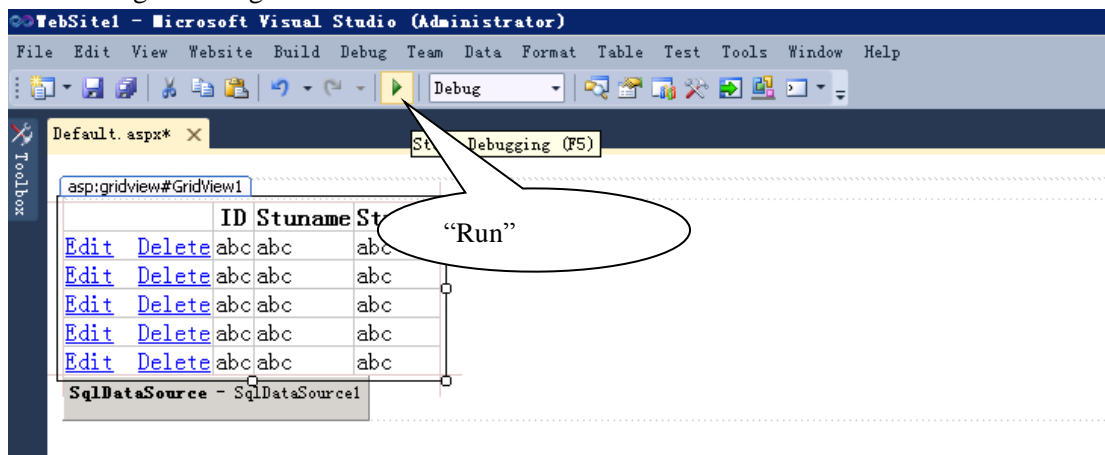 WebSite1 - Microsoft Visual Studio (Administrator)
File Edit View Website Build Debug Team Data Format Table Test Tools Window Help
Debug
Default.aspx* ×
Debugging (F5)
Toolbox
asp:gridview#GridView1
ID Stuname
“Run”
Edit Delete abc abc abc
Edit Delete abc abc abc
Edit Delete abc abc abc
Edit Delete abc abc abc
Edit Delete abc abc abc
SqlDataSource - SqlDataSource1